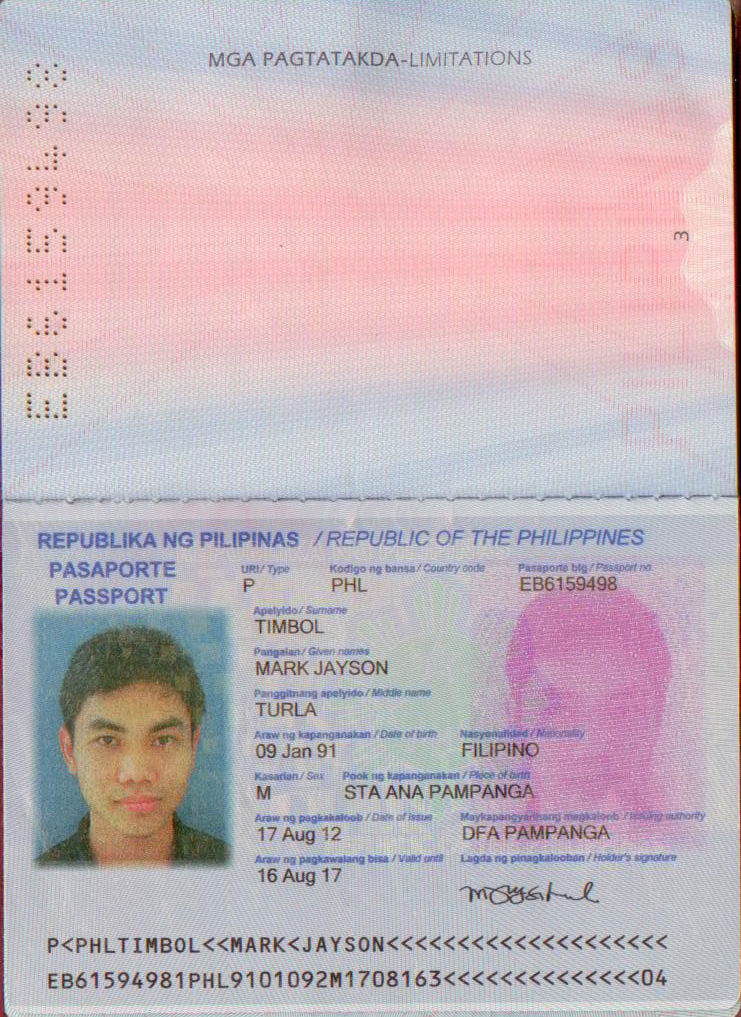 MGA PAGTATAKDA-LIMITATIONS
EB6159498
3
REPUBLIKA NG PILIPINAS / REPUBLIC OF THE PHILIPPINES
PASAPORTE
PASSPORT
URI/ Type Kodigo ng bansa / Country code Pasaporte blg / Passport no.
P PHL EB6159498
Apelyido / Surname
TIMBOL
Pangalan / Given names
MARK JAYSON
Panggitnang apelyido / Middle name
TURLA
Araw ng kapanganakan / Date of birth Nasyonalidad / Nationality
09 Jan 91 FILIPINO
Kasarian / Sex Pook ng kapanganakan / Place of birth
M STA ANA PAMPANGA
Araw ng pagkakaloob / Date of issue Maykapangyarihang magkaloob / Issuing authority
17 Aug 12 DFA PAMPANGA
Araw ng pagkawalang bisa / Valid until Lagda ng pinagkalooban / Holder's signature
16 Aug 17
P<PHLTIMBOL<<MARK<JAYSON<<<<<<<<<<<<<<<<<<<<
EB61594981PHL9101092M1708163<<<<<<<<<<<<<<04